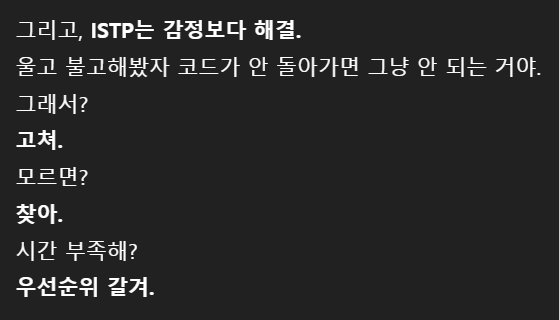 그리고, ISTP는 감정보다 해결.
울고 불고해봤자 코드가 안 돌아가면 그냥 안 되는 거야.
그래서?
고쳐.
모르면?
찾아.
시간 부족해?
우선순위 갈겨.